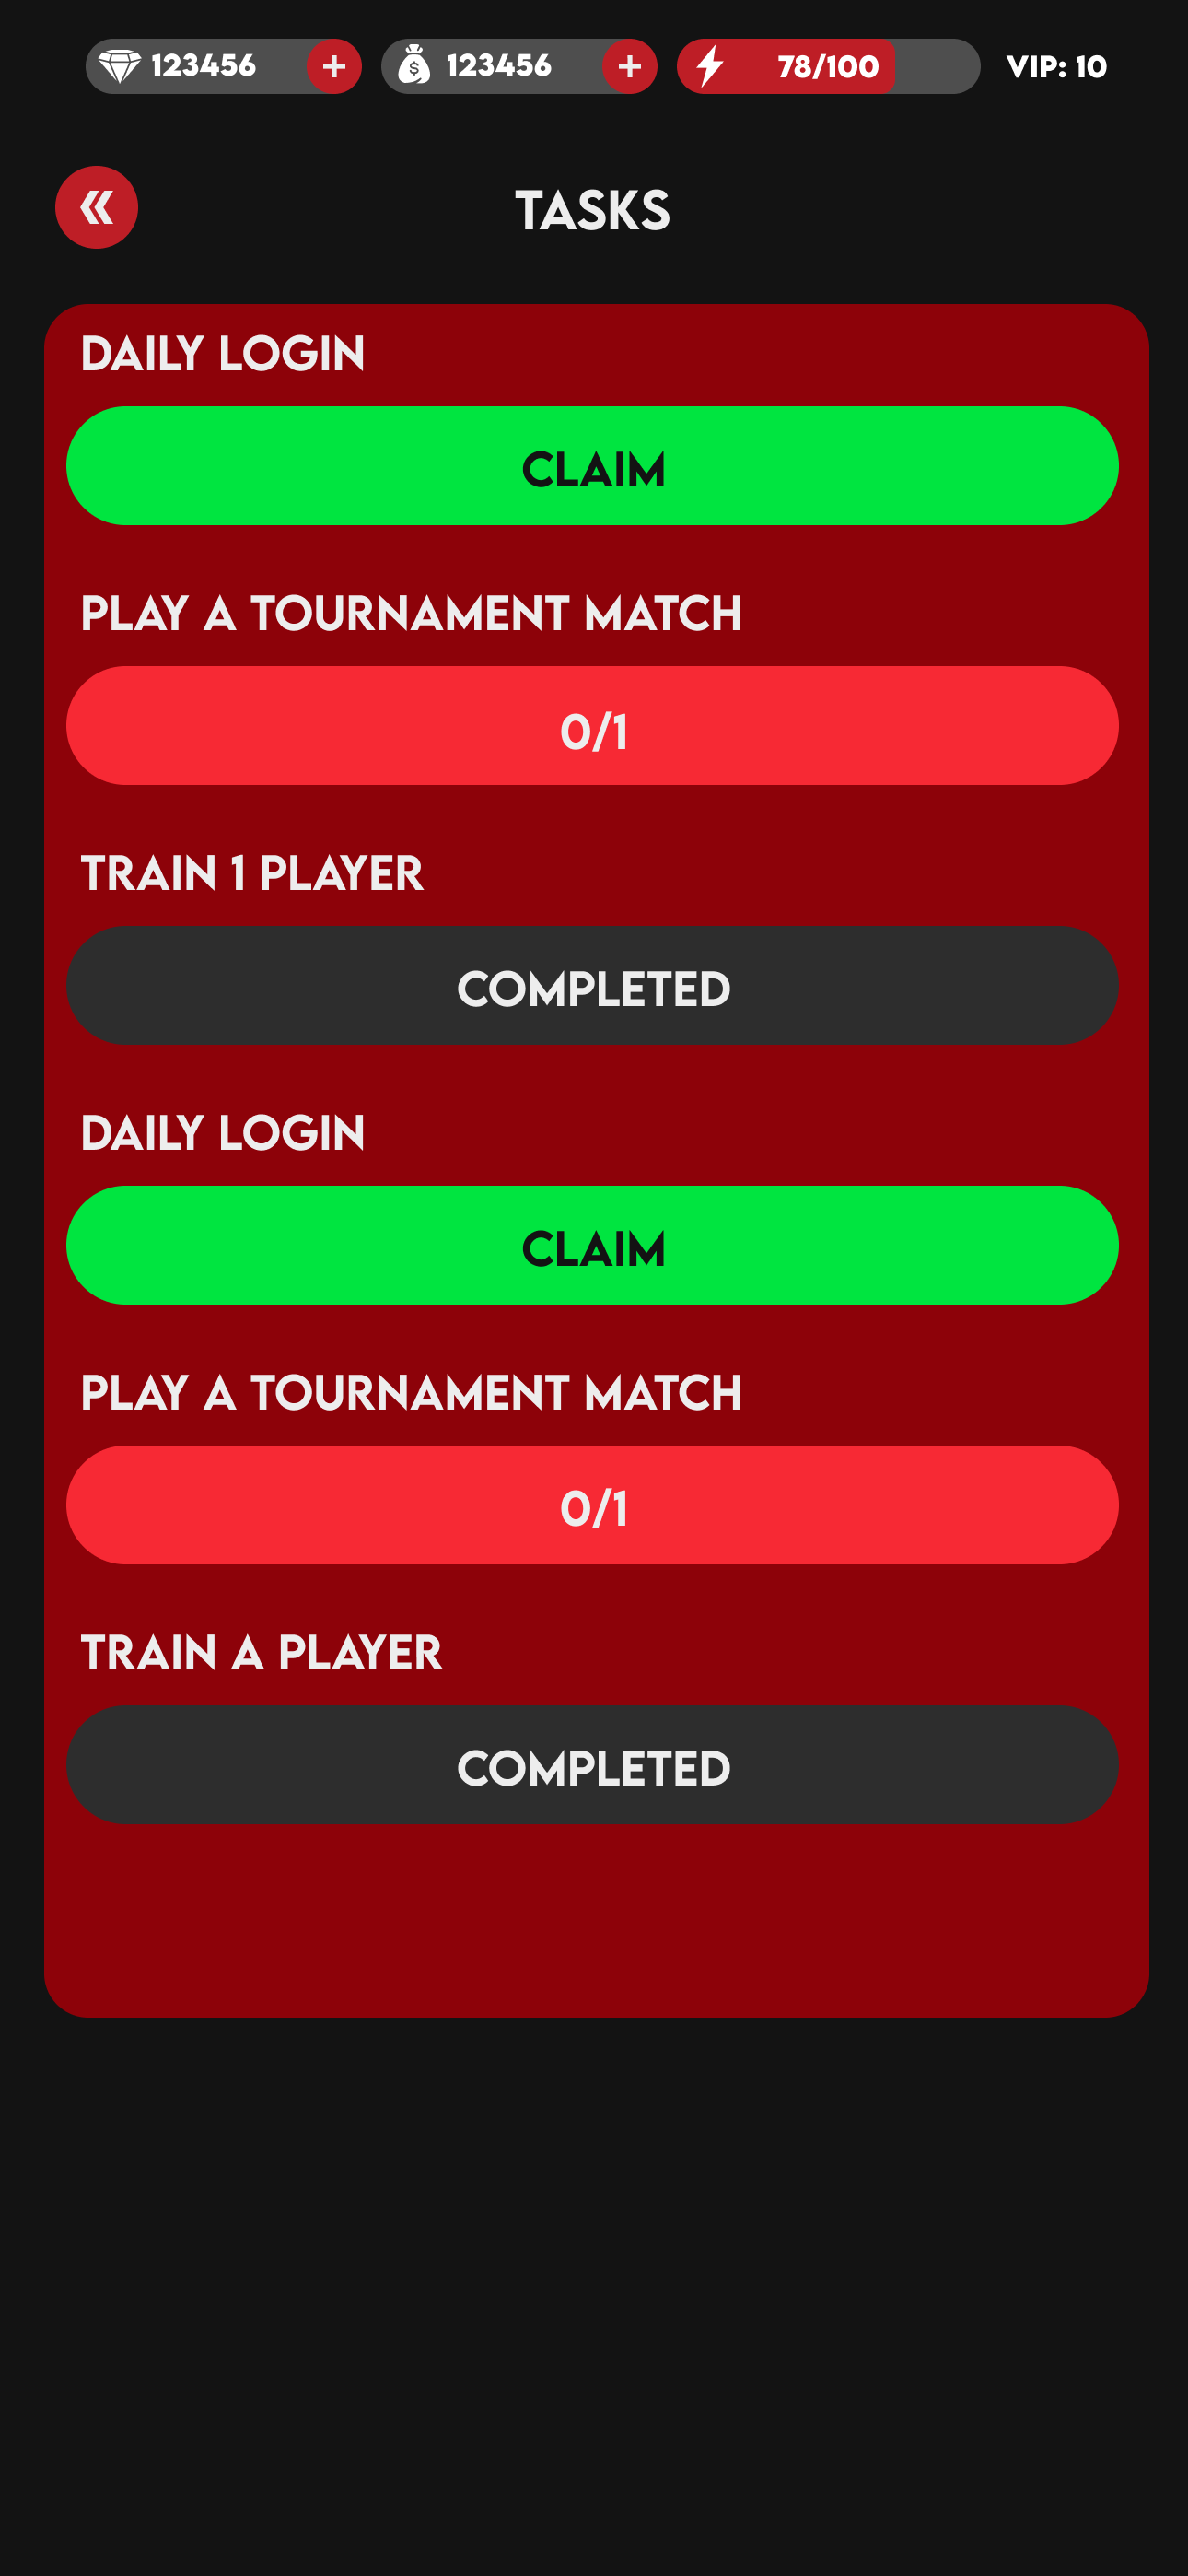 123456 + 123456 + 78/100 VIP: 10
« TASKS
DAILY LOGIN
CLAIM
PLAY A TOURNAMENT MATCH
0/1
TRAIN 1 PLAYER
COMPLETED
DAILY LOGIN
CLAIM
PLAY A TOURNAMENT MATCH
0/1
TRAIN A PLAYER
COMPLETED